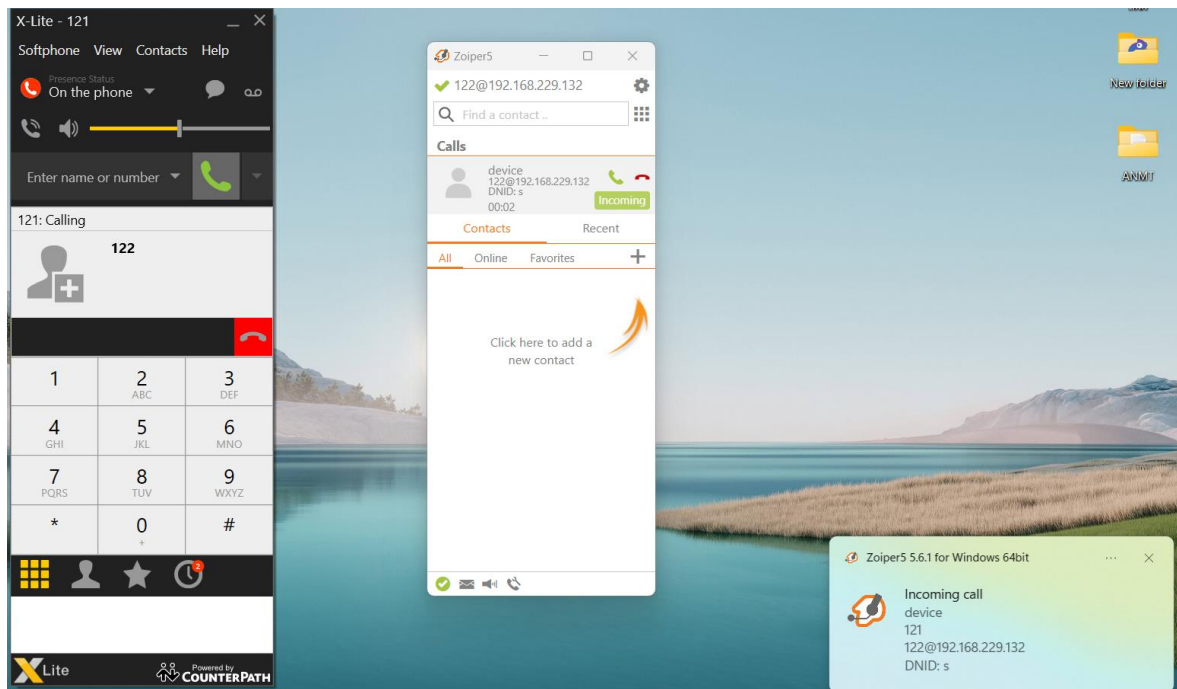 X-Lite - 121
Softphone View Contacts Help
Presence Status
On the phone
Enter name or number
121: Calling
122
1
2
ABC
3
DEF
4
GHI
5
JKL
6
MNO
7
PQRS
8
TUV
9
WXYZ
*
0
+
#
2
X Lite
Powered by
COUNTERPATH
Zoiper5
122@192.168.229.132
Find a contact ..
Calls
device
122@192.168.229.132
DNID: s
00:02
Incoming
Contacts Recent
All Online Favorites
Click here to add a
new contact
New folder
ANMT
Zoiper5 5.6.1 for Windows 64bit
Incoming call
device
121
122@192.168.229.132
DNID: s